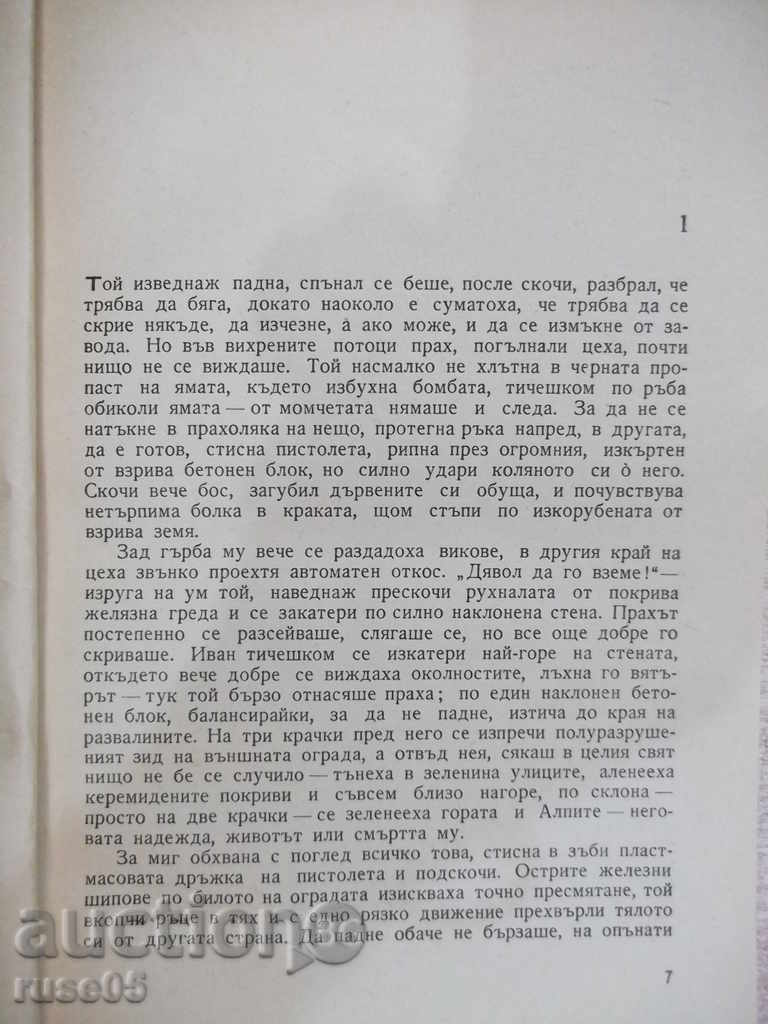 1
Той изведнаж падна, спънал се беше, после скочи, разбрал, че
трябва да бяга, докато наоколо е суматоха, че трябва да се
скрие някъде, да изчезне, а̀ ако може, и да се измъкне от за-
вода. Но във вихрените потоци прах, погълнали цеха, почти
нищо не се виждаше. Той насмалко не хлътна в черната про-
паст на ямата, където избухна бомбата, тичешком по ръба
обиколи ямата — от момчетата нямаше и следа. За да не се
натъкне в прахоляка на нещо, протегна ръка напред, в другата,
да е готов, стисна пистолета, рипна през огромния, изкъртен
от взрива бетонен блок, но силно удари коляното си о̀ него.
Скочи вече бос, загубил дървените си обуща, и почувствува
нетърпима болка в краката, щом стъпи по изкорубената от
взрива земя.
Зад гърба му вече се раздадоха викове, в другия край на
цеха звънко проехтя автоматен откос. „Дявол да го вземе!“ —
изруга на ум той, наведнаж прескочи рухналата от покрива
желязна греда и се закатери по силно наклонена стена. Прахът
постепенно се разсейваше, слягаше се, но все още добре го
скриваше. Иван тичешком се изкатери най-горе на стената,
откъдето вече добре се виждаха околностите, лъхна го вятъ-
рът — тук той бързо отнасяше праха; по един наклонен бето-
нен блок, балансирайки, за да не падне, изтича до края на
развалините. На три крачки пред него се изпречи полуразруше-
ният зид на външната ограда, а отвъд нея, сякаш в целия свят
нищо не бе се случило — тънеха в зеленина улиците, аленееха
керемидените покриви и съвсем близо нагоре, по склона —
просто на две крачки — се зеленееха гората и Алпите — него-
вата надежда, животът или смъртта му.
За миг обхвана с поглед всичко това, стисна в зъби пласт-
масовата дръжка на пистолета и подскочи. Острите железни
шипове по билото на оградата изискваха точно пресмятане, той
вкопчи ръце в тях и с едно рязко движение прехвърли тялото
си от другата страна. Да падне обаче не бързаше, на опънати
7
auction.bg
ruse05